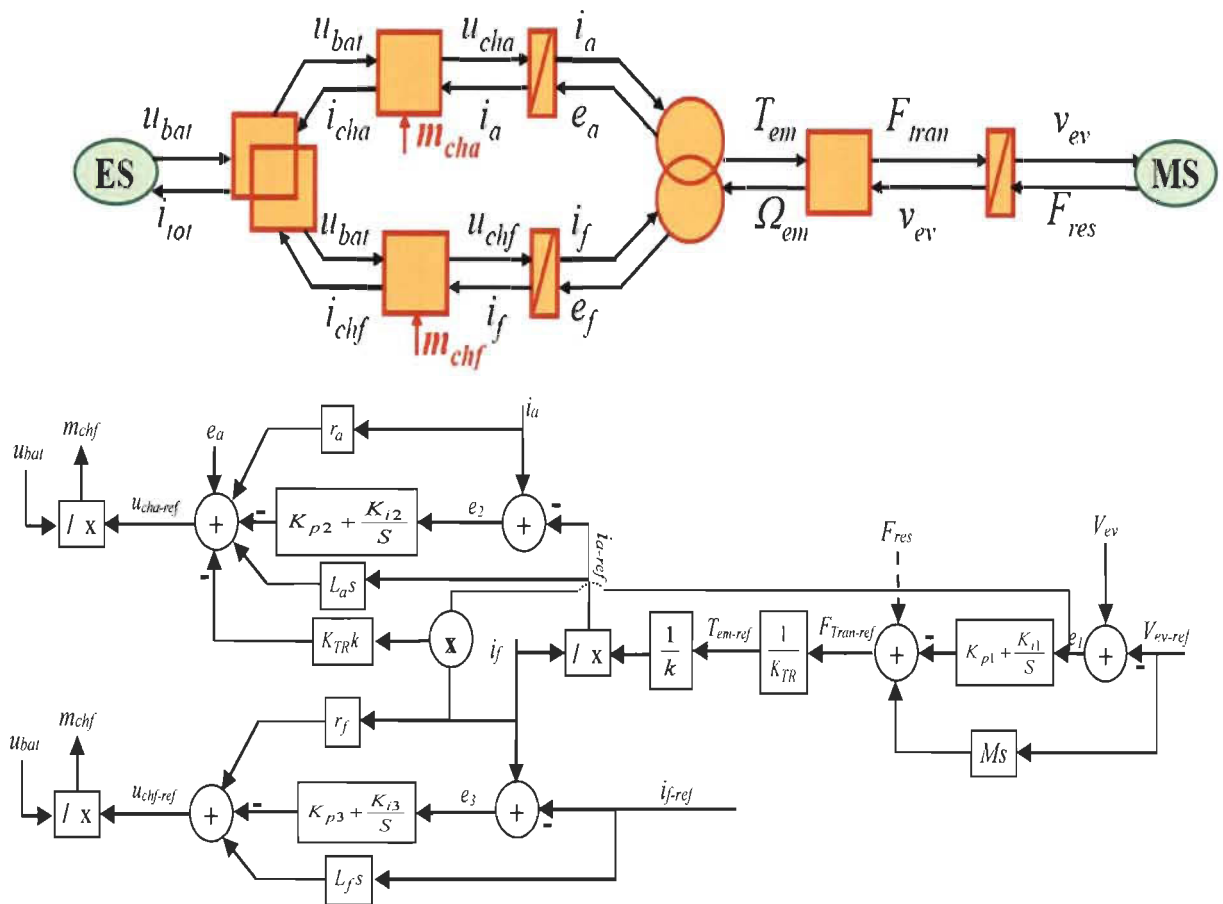 u_bat u_cha i_a
i_cha m_cha i_a e_a
u_bat
ES
i_tot
T_em F_tran v_ev
MS
Ω_em v_ev F_res
u_bat u_chf i_f
i_chf m_chf i_f e_f
i_a
m_chf e_a r_a
u_bat
u_cha-ref
/ x + - K_p2 + K_i2/S e_2 + -
i_a-ref
F_res V_ev
- L_a s
K_TR k x
i_f / x 1/k T_em-ref 1/K_TR F_Tran-ref + - K_p1 + K_i1/S e_1 + - V_ev-ref
m_chf r_f
u_bat
Ms
u_chf-ref
/ x + - K_p3 + K_i3/S e_3 + - i_f-ref
L_f s